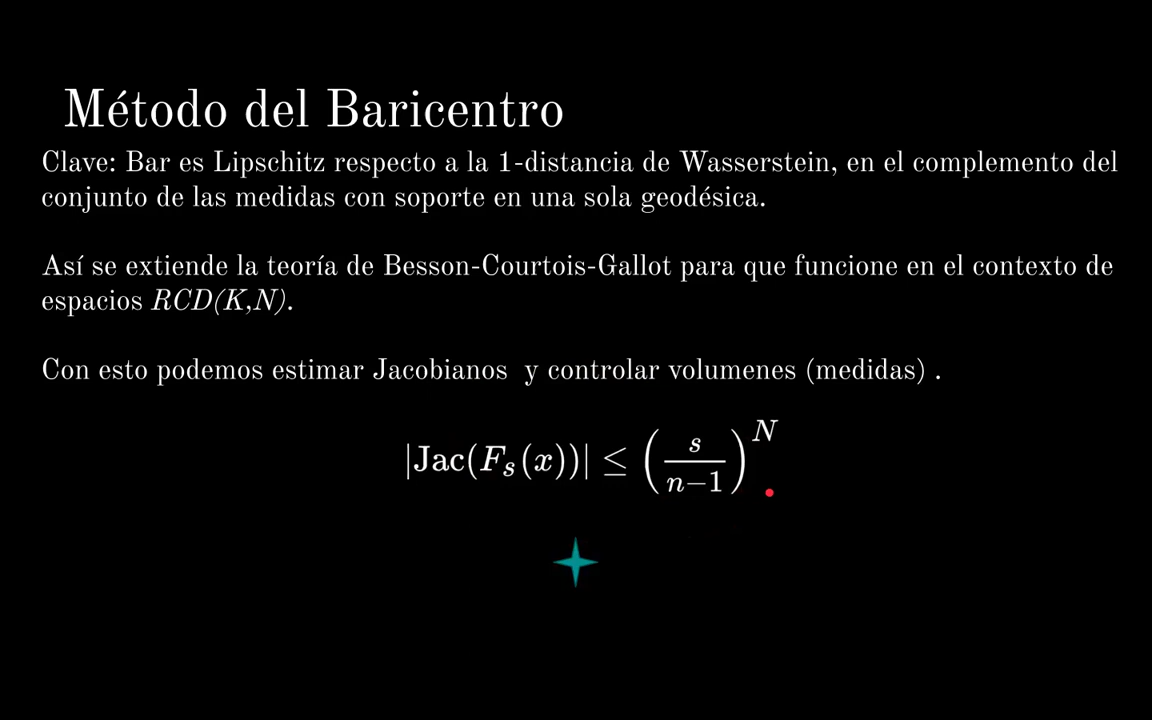 Método del Baricentro
Clave: Bar es Lipschitz respecto a la 1-distancia de Wasserstein, en el complemento del
conjunto de las medidas con soporte en una sola geodésica.
Así se extiende la teoría de Besson-Courtois-Gallot para que funcione en el contexto de
espacios RCD(K,N).
Con esto podemos estimar Jacobianos y controlar volumenes (medidas) .
|Jac(F_s(x))| ≤ (s/(n−1))^N